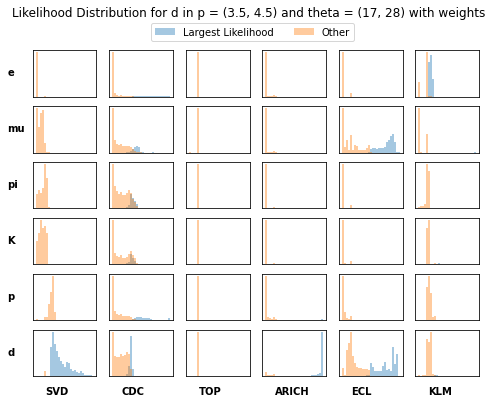 Likelihood Distribution for d in p = (3.5, 4.5) and theta = (17, 28) with weights
Largest Likelihood Other
e
mu
pi
K
p
d
SVD CDC TOP ARICH ECL KLM